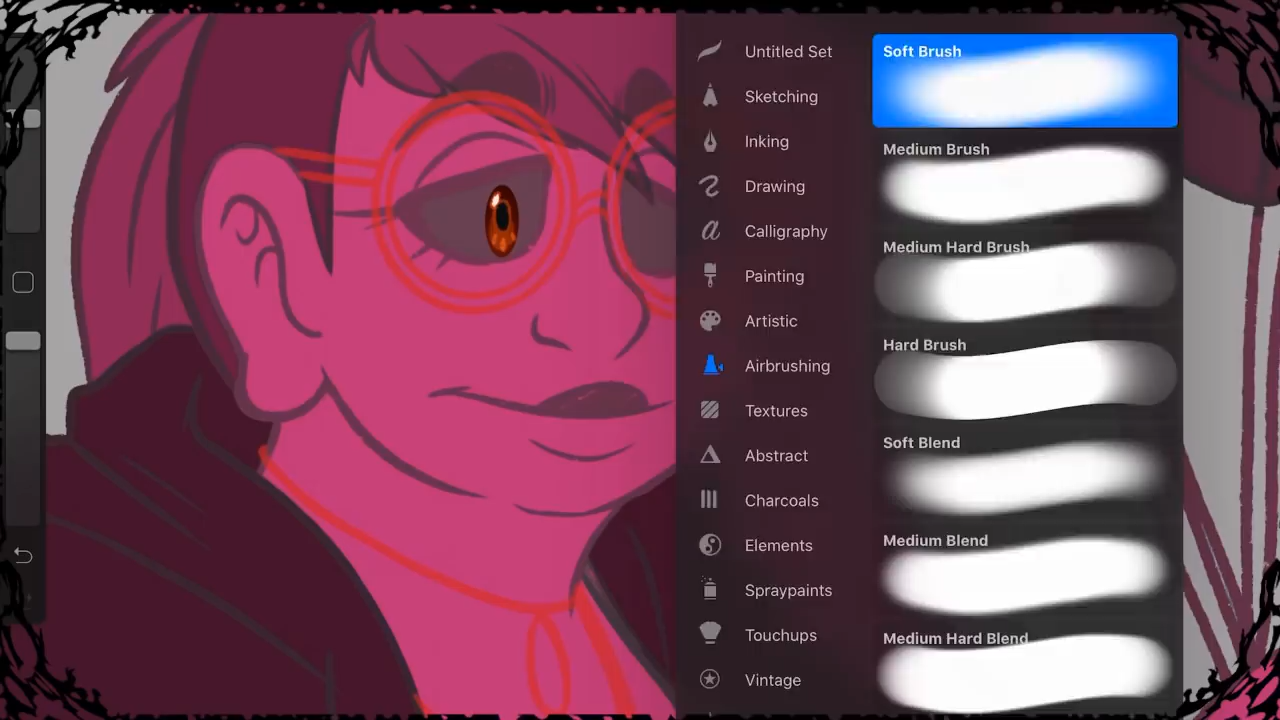 Untitled Set
Sketching
Inking
Drawing
Calligraphy
Painting
Artistic
Airbrushing
Textures
Abstract
Charcoals
Elements
Spraypaints
Touchups
Vintage
Soft Brush
Medium Brush
Medium Hard Brush
Hard Brush
Soft Blend
Medium Blend
Medium Hard Blend